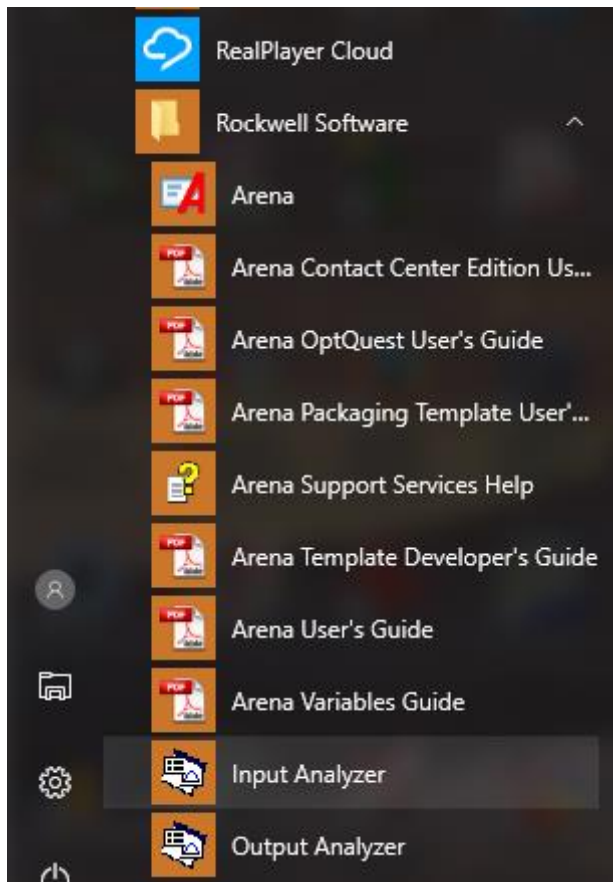 RealPlayer Cloud
Rockwell Software
Arena
Arena Contact Center Edition Us...
Arena OptQuest User's Guide
Arena Packaging Template User'...
Arena Support Services Help
Arena Template Developer's Guide
Arena User's Guide
Arena Variables Guide
Input Analyzer
Output Analyzer